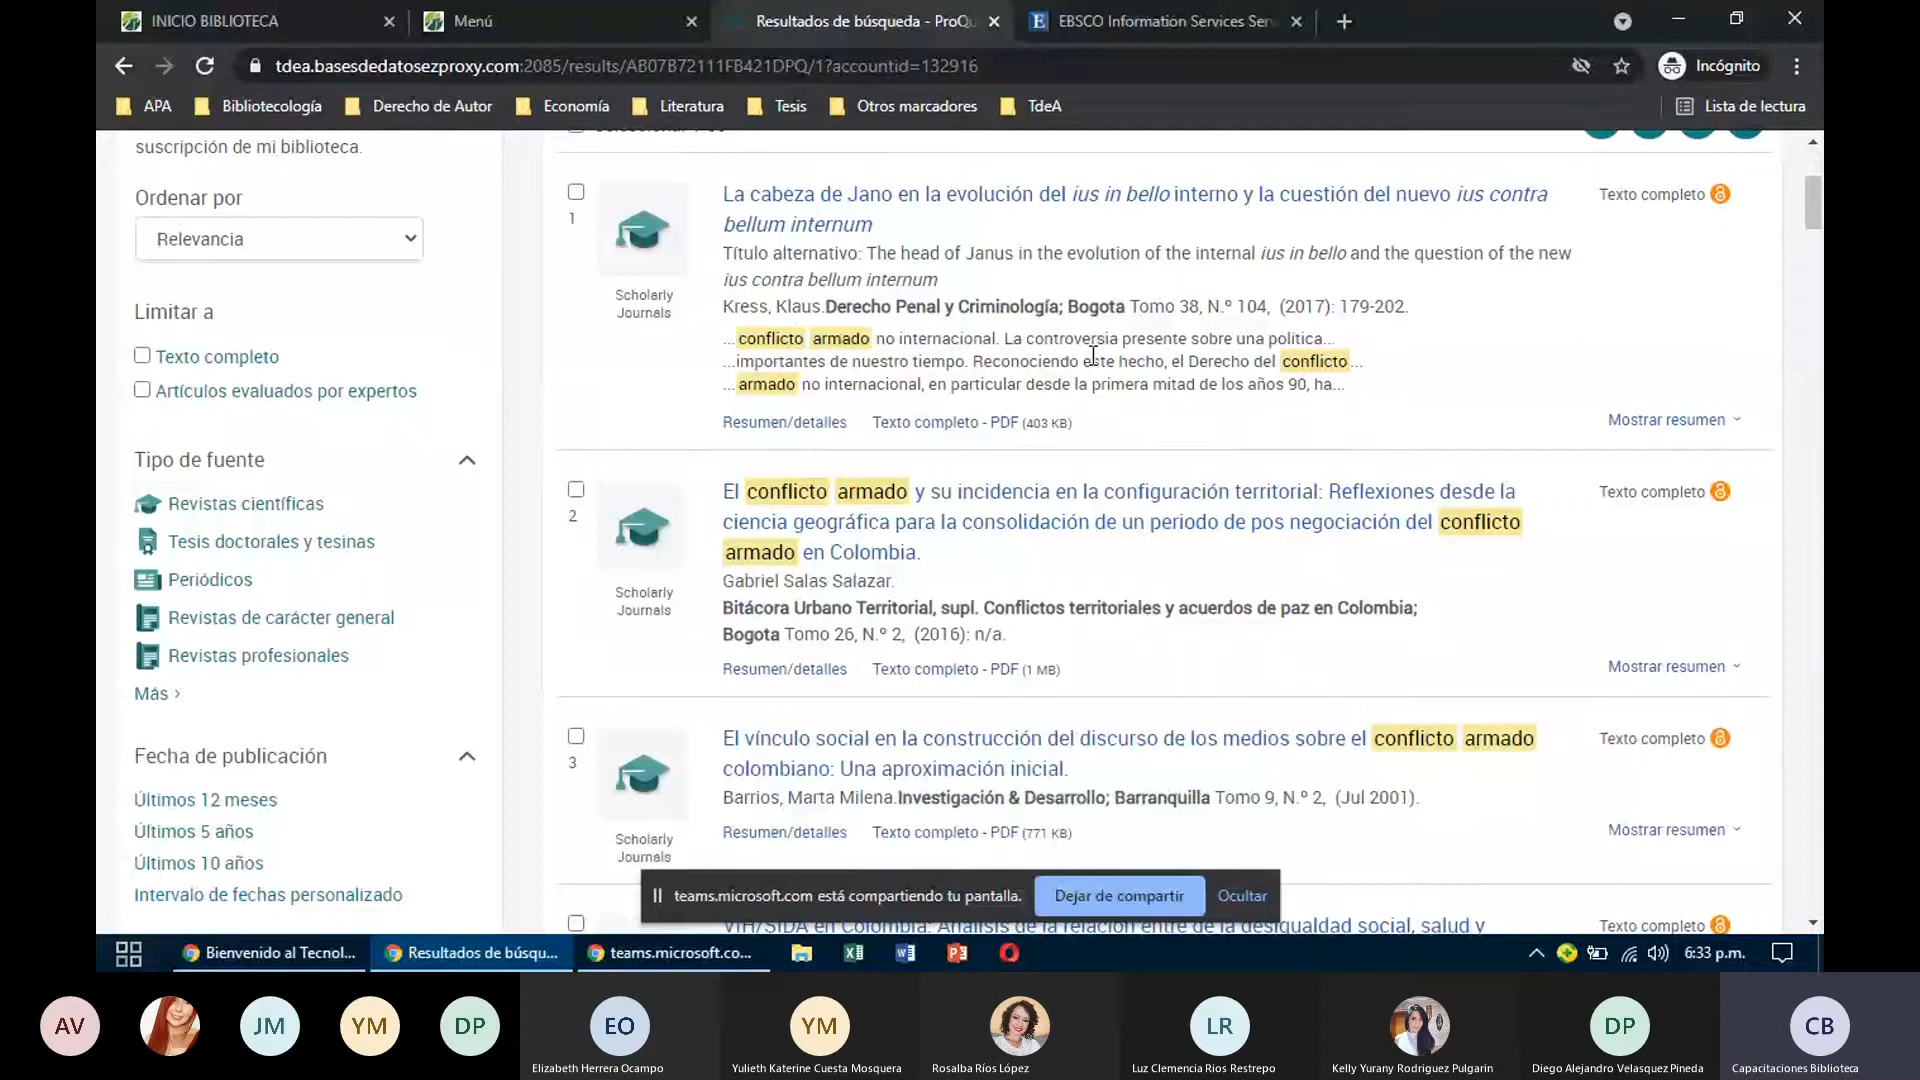 INICIO BIBLIOTECA
Menú
Resultados de búsqueda - ProQu
EBSCO Information Services Ser
tdea.basesdedatosezproxy.com:2085/results/AB07B72111FB421DPQ/1?accountid=132916
Incógnito
APA
Bibliotecología
Derecho de Autor
Economía
Literatura
Tesis
Otros marcadores
TdeA
Lista de lectura
suscripción de mi biblioteca.
Ordenar por
Relevancia
Limitar a
Texto completo
Artículos evaluados por expertos
Tipo de fuente
Revistas científicas
Tesis doctorales y tesinas
Periódicos
Revistas de carácter general
Revistas profesionales
Más >
Fecha de publicación
Últimos 12 meses
Últimos 5 años
Últimos 10 años
Intervalo de fechas personalizado
1
Scholarly
Journals
La cabeza de Jano en la evolución del ius in bello interno y la cuestión del nuevo ius contra
bellum internum
Título alternativo: The head of Janus in the evolution of the internal ius in bello and the question of the new
ius contra bellum internum
Kress, Klaus.Derecho Penal y Criminología; Bogota Tomo 38, N.º 104, (2017): 179-202.
...conflicto armado no internacional. La controversia presente sobre una política...
...importantes de nuestro tiempo. Reconociendo este hecho, el Derecho del conflicto...
...armado no internacional, en particular desde la primera mitad de los años 90, ha...
Resumen/detalles
Texto completo - PDF (403 KB)
Texto completo
Mostrar resumen
2
Scholarly
Journals
El conflicto armado y su incidencia en la configuración territorial: Reflexiones desde la
ciencia geográfica para la consolidación de un periodo de pos negociación del conflicto
armado en Colombia.
Gabriel Salas Salazar.
Bitácora Urbano Territorial, supl. Conflictos territoriales y acuerdos de paz en Colombia;
Bogota Tomo 26, N.º 2, (2016): n/a.
Resumen/detalles
Texto completo - PDF (1 MB)
Texto completo
Mostrar resumen
3
Scholarly
Journals
El vínculo social en la construcción del discurso de los medios sobre el conflicto armado
colombiano: Una aproximación inicial.
Barrios, Marta Milena.Investigación & Desarrollo; Barranquilla Tomo 9, N.º 2, (Jul 2001).
Resumen/detalles
Texto completo - PDF (771 KB)
Texto completo
Mostrar resumen
VIH/SIDA en Colombia: Análisis de la relación entre de la desigualdad social, salud y
Texto completo
teams.microsoft.com está compartiendo tu pantalla.
Dejar de compartir
Ocultar
Bienvenido al Tecnol...
Resultados de búsqu...
teams.microsoft.co...
6:33 p.m.
AV
JM
YM
DP
EO
YM
LR
DP
CB
Elizabeth Herrera Ocampo
Yulieth Katerine Cuesta Mosquera
Rosalba Ríos López
Luz Clemencia Rios Restrepo
Kelly Yurany Rodriguez Pulgarin
Diego Alejandro Velasquez Pineda
Capacitaciones Biblioteca